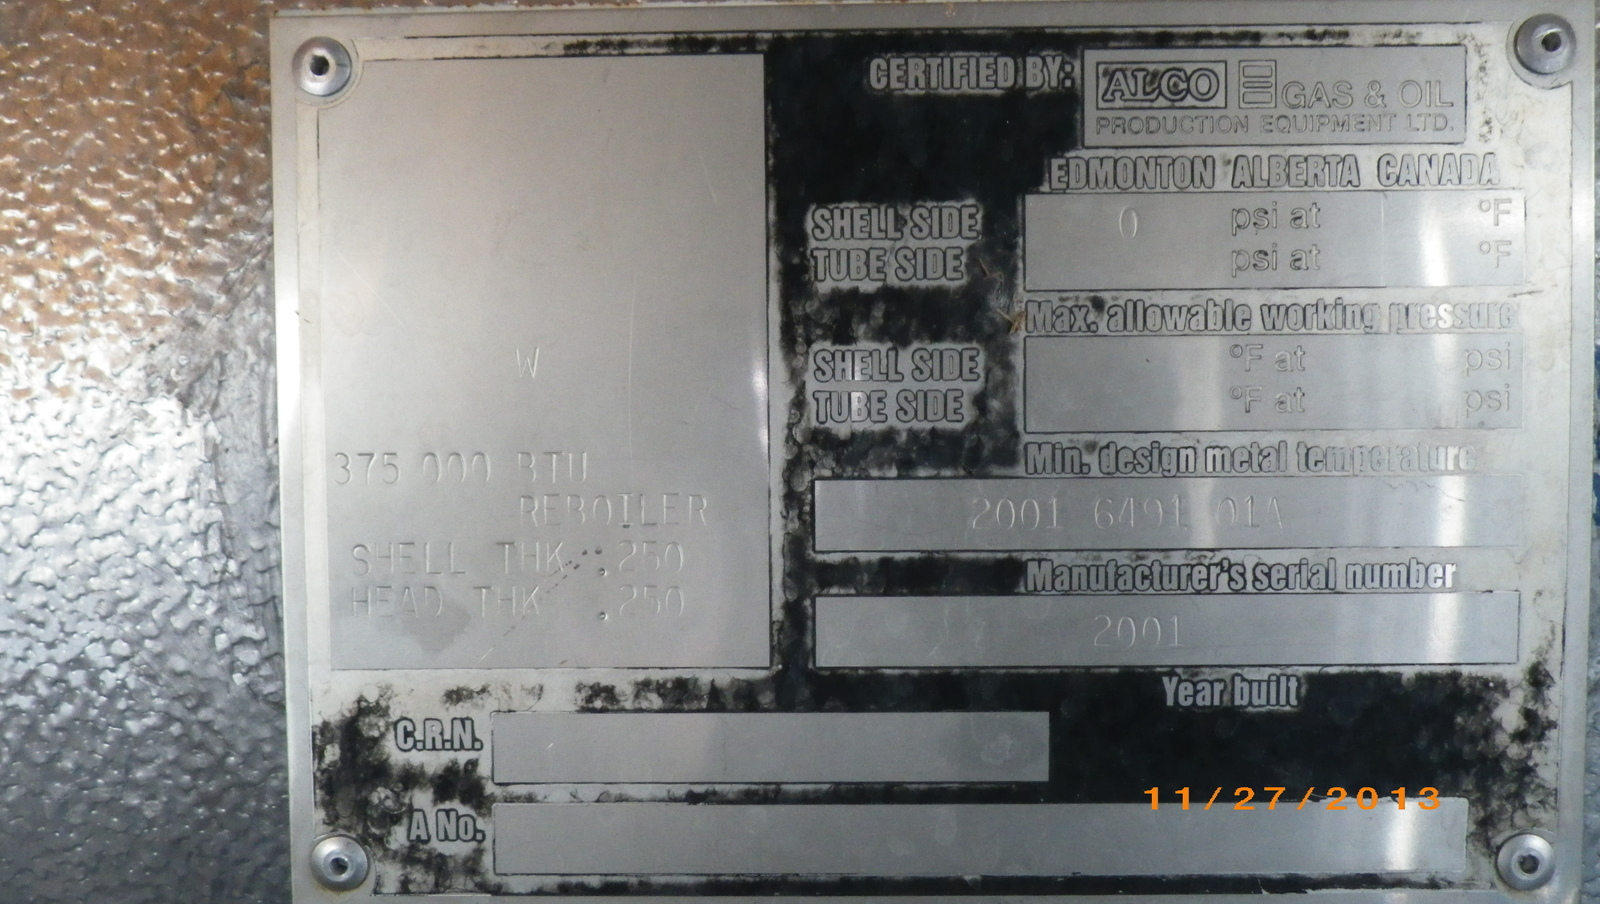 CERTIFIED BY: ALCO GAS & OIL
PRODUCTION EQUIPMENT LTD.
EDMONTON ALBERTA CANADA
SHELL SIDE 0 psi at °F
TUBE SIDE psi at °F
Max. allowable working pressure
SHELL SIDE °F at psi
TUBE SIDE °F at psi
Min. design metal temperature
2001 6491 01A
Manufacturer's serial number
2001
Year built
W
375 000 BTU
REBOILER
SHELL THK .250
HEAD THK .250
C.R.N.
A No.
11/27/2013